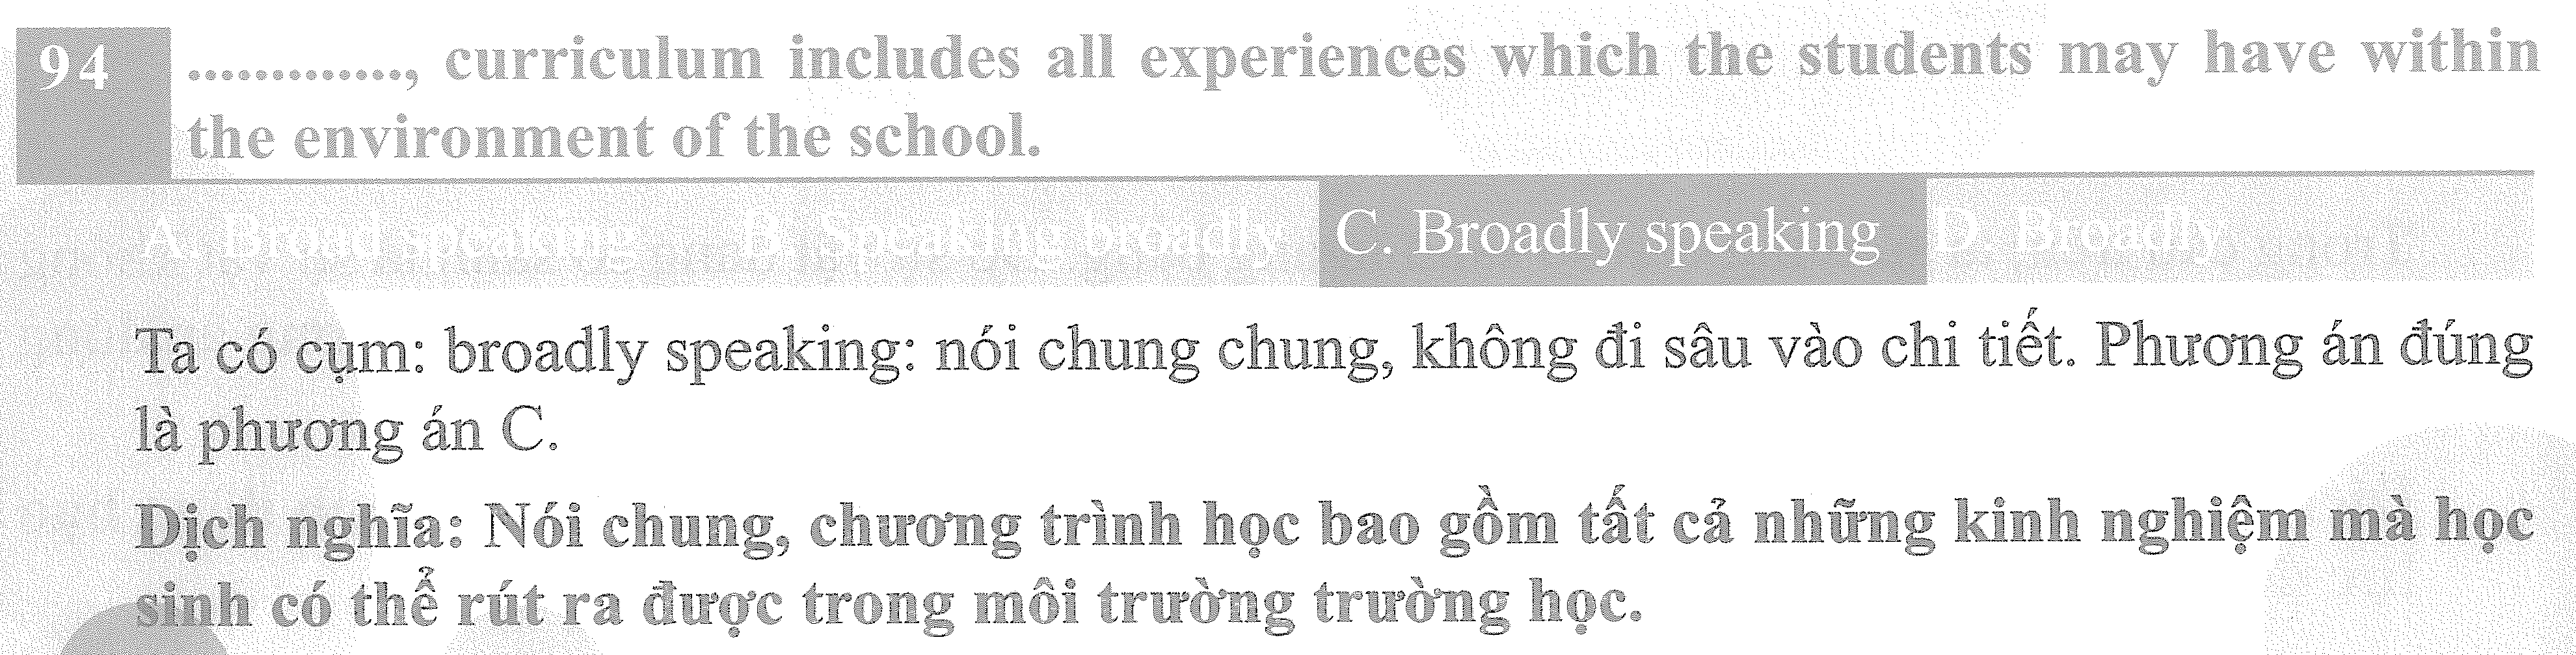 94 ............., curriculum includes all experiences which the students may have within
the environment of the school.
A. Broad speaking B. Speaking broadly C. Broadly speaking D. Broadly
Ta có cụm: broadly speaking: nói chung chung, không đi sâu vào chi tiết. Phương án đúng
là phương án C.
Dịch nghĩa: Nói chung, chương trình học bao gồm tất cả những kinh nghiệm mà học
sinh có thể rút ra được trong môi trường trường học.